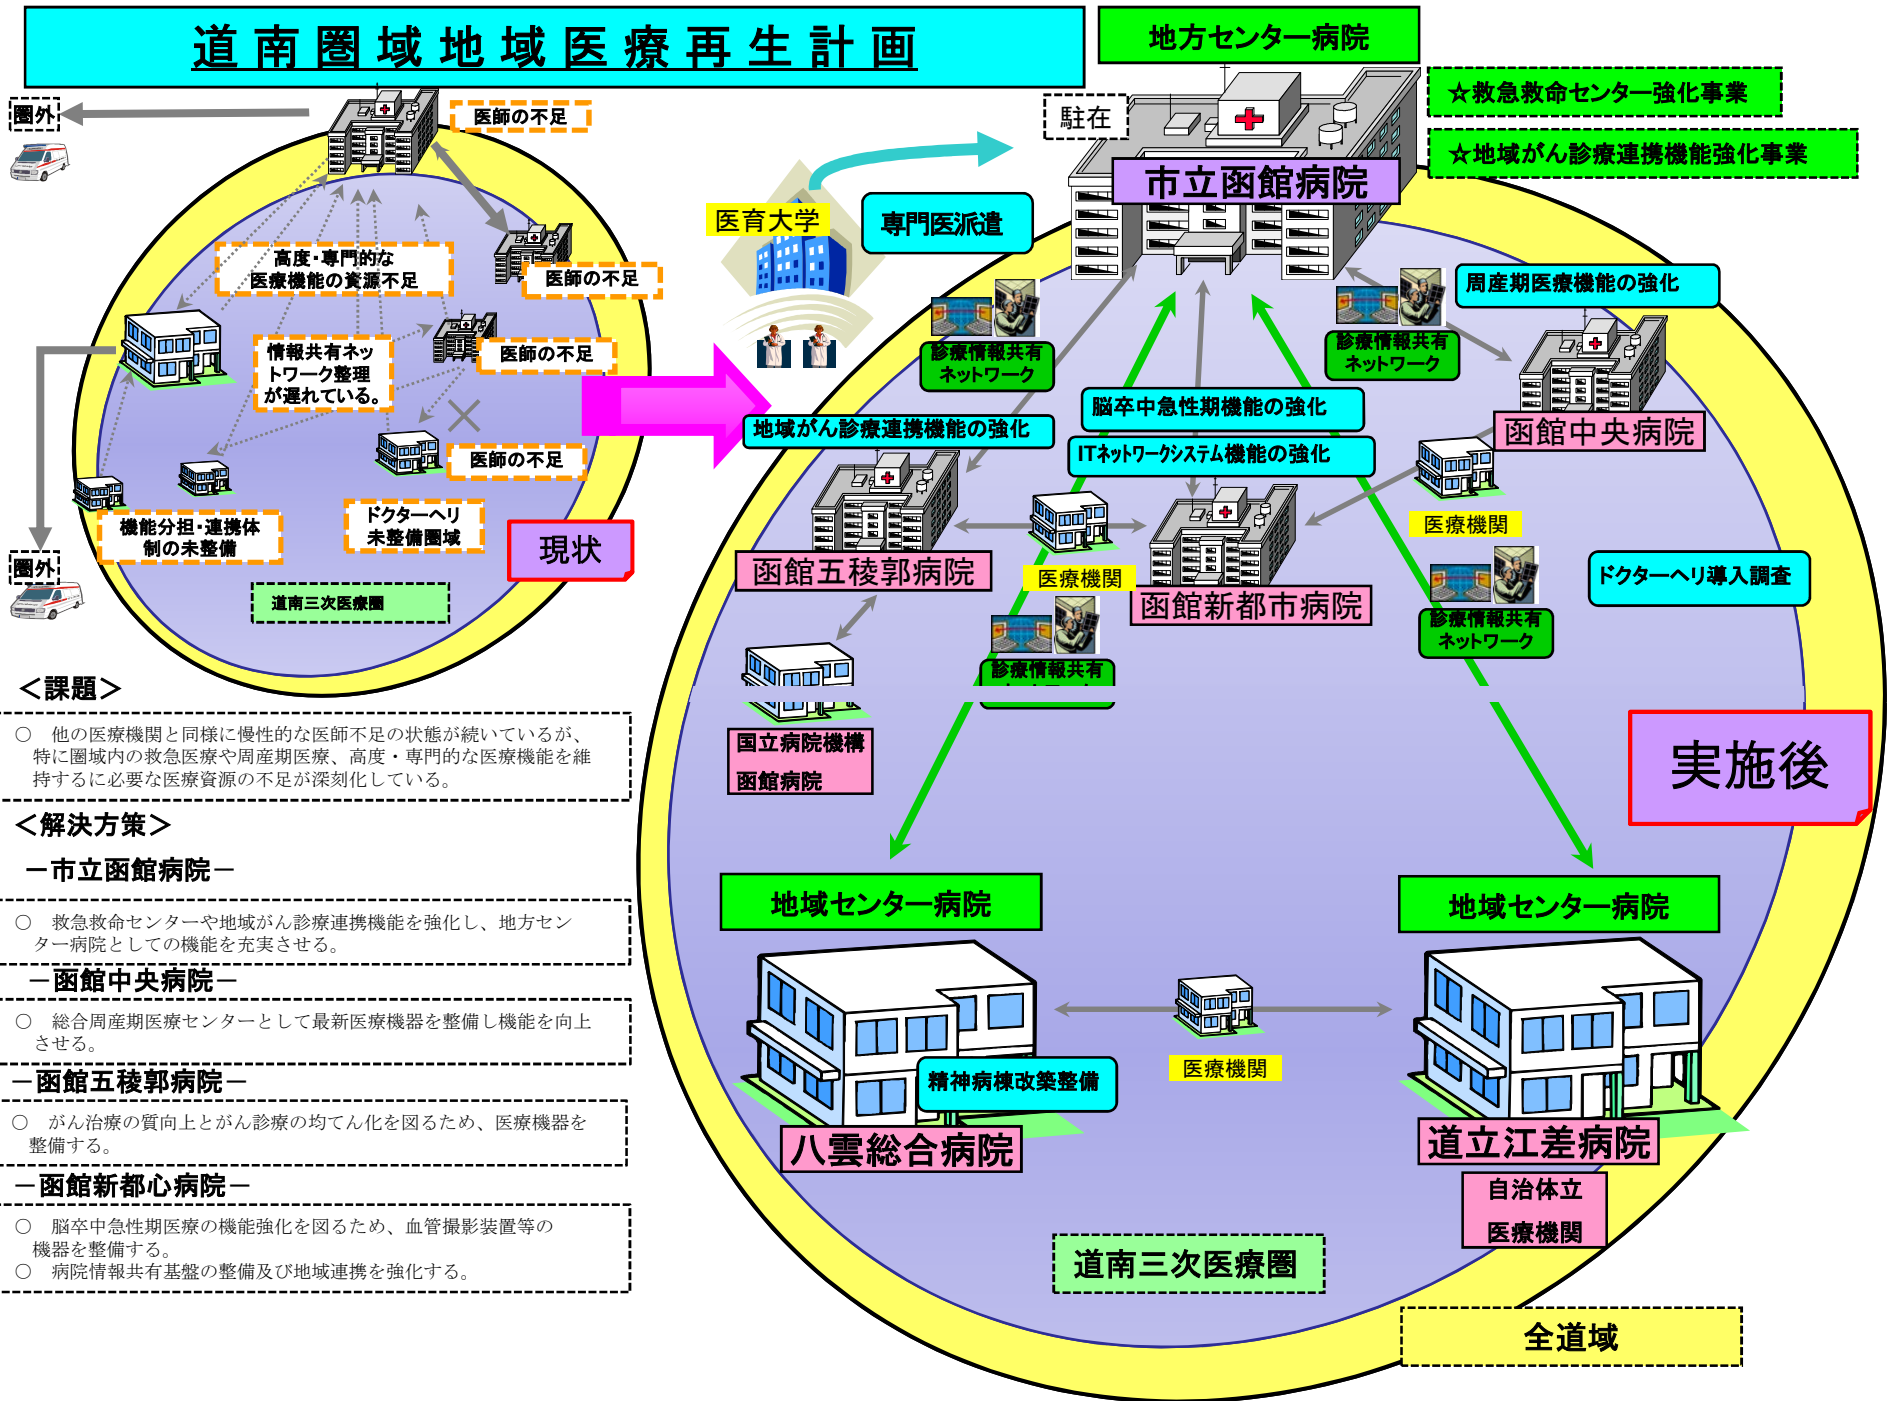 道南圏域地域医療再生計画
圏外
医師の不足
高度・専門的な
医療機能の資源不足
医師の不足
情報共有ネッ
トワーク整理
が遅れている。
医師の不足
医師の不足
機能分担・連携体
制の未整備
ドクターヘリ
未整備圏域
現状
圏外
道南三次医療圏
<課題>
○ 他の医療機関と同様に慢性的な医師不足の状態が続いているが、
特に圏域内の救急医療や周産期医療、高度・専門的な医療機能を維
持するに必要な医療資源の不足が深刻化している。
<解決方策>
－市立函館病院－
○ 救急救命センターや地域がん診療連携機能を強化し、地方セン
ター病院としての機能を充実させる。
－函館中央病院－
○ 総合周産期医療センターとして最新医療機器を整備し機能を向上
させる。
－函館五稜郭病院－
○ がん治療の質向上とがん診療の均てん化を図るため、医療機器を
整備する。
－函館新都心病院－
○ 脳卒中急性期医療の機能強化を図るため、血管撮影装置等の
機器を整備する。
○ 病院情報共有基盤の整備及び地域連携を強化する。
地方センター病院
☆救急救命センター強化事業
☆地域がん診療連携機能強化事業
駐在
市立函館病院
医育大学
専門医派遣
周産期医療機能の強化
診療情報共有
ネットワーク
診療情報共有
ネットワーク
脳卒中急性期機能の強化
地域がん診療連携機能の強化
ITネットワークシステム機能の強化
函館中央病院
医療機関
函館五稜郭病院
医療機関
函館新都市病院
ドクターヘリ導入調査
診療情報共有
ネットワーク
診療情報共有
国立病院機構
函館病院
実施後
地域センター病院
地域センター病院
医療機関
精神病棟改築整備
八雲総合病院
道立江差病院
自治体立
医療機関
道南三次医療圏
全道域